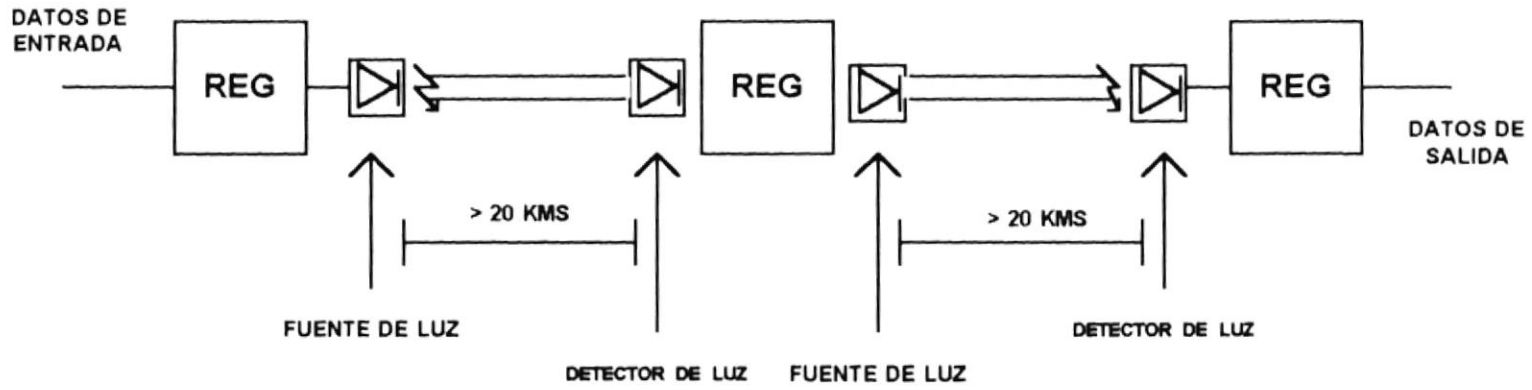 DATOS DE
ENTRADA
REG
REG
REG
DATOS DE
SALIDA
> 20 KMS
> 20 KMS
FUENTE DE LUZ
DETECTOR DE LUZ
DETECTOR DE LUZ
FUENTE DE LUZ